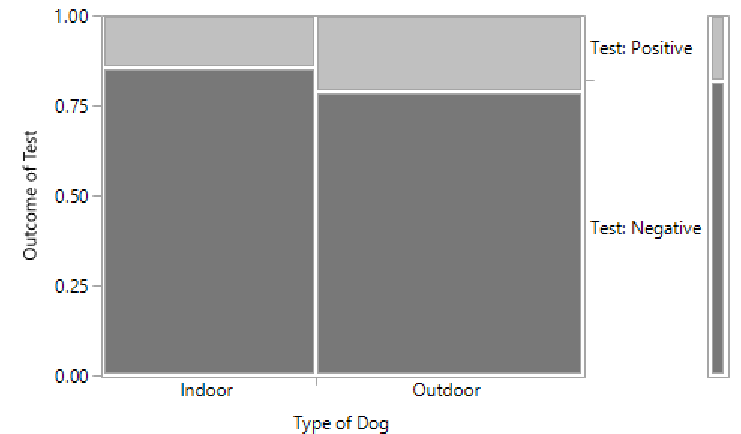 1.00
0.75
0.50
0.25
0.00
Outcome of Test
Test: Positive
Test: Negative
Indoor
Outdoor
Type of Dog